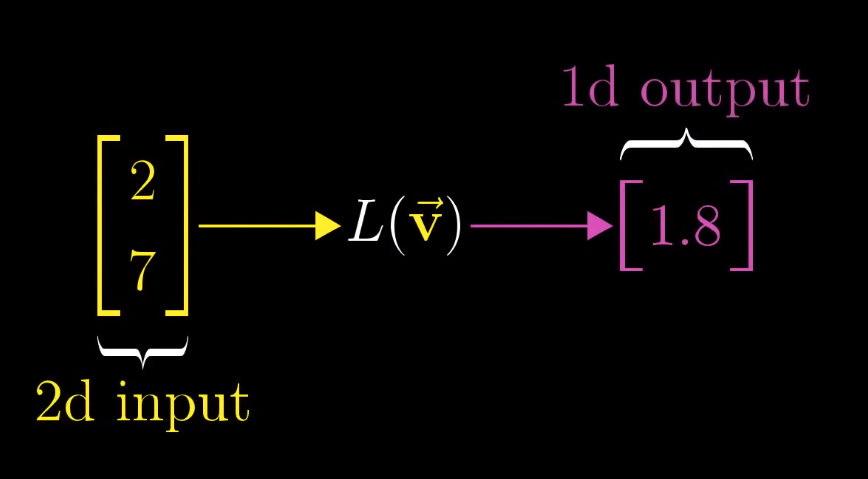 1d output
2
7
L(v⃗)
[1.8]
2d input